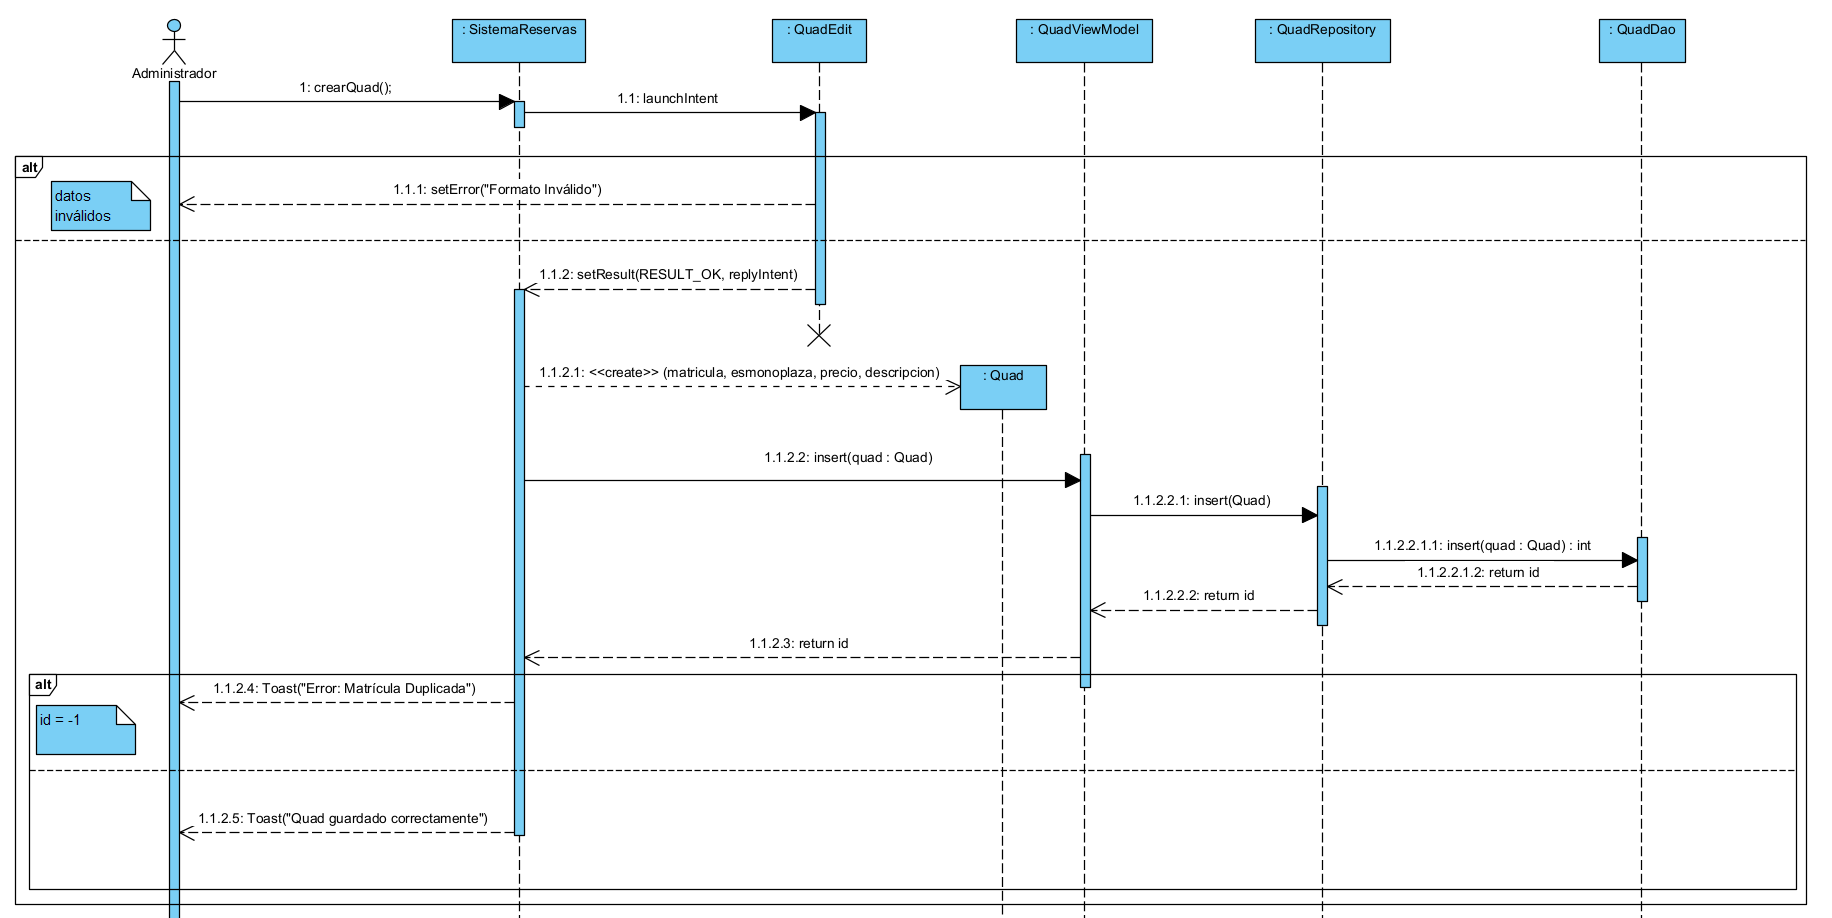 : SistemaReservas
: QuadEdit
: QuadViewModel
: QuadRepository
: QuadDao
Administrador
1: crearQuad();
1.1: launchIntent
alt
datos
inválidos
1.1.1: setError("Formato Inválido")
1.1.2: setResult(RESULT_OK, replyIntent)
1.1.2.1: <<create>> (matricula, esmonoplaza, precio, descripcion)
: Quad
1.1.2.2: insert(quad : Quad)
1.1.2.2.1: insert(Quad)
1.1.2.2.1.1: insert(quad : Quad) : int
1.1.2.2.1.2: return id
1.1.2.2.2: return id
1.1.2.3: return id
alt
1.1.2.4: Toast("Error: Matrícula Duplicada")
id = -1
1.1.2.5: Toast("Quad guardado correctamente")